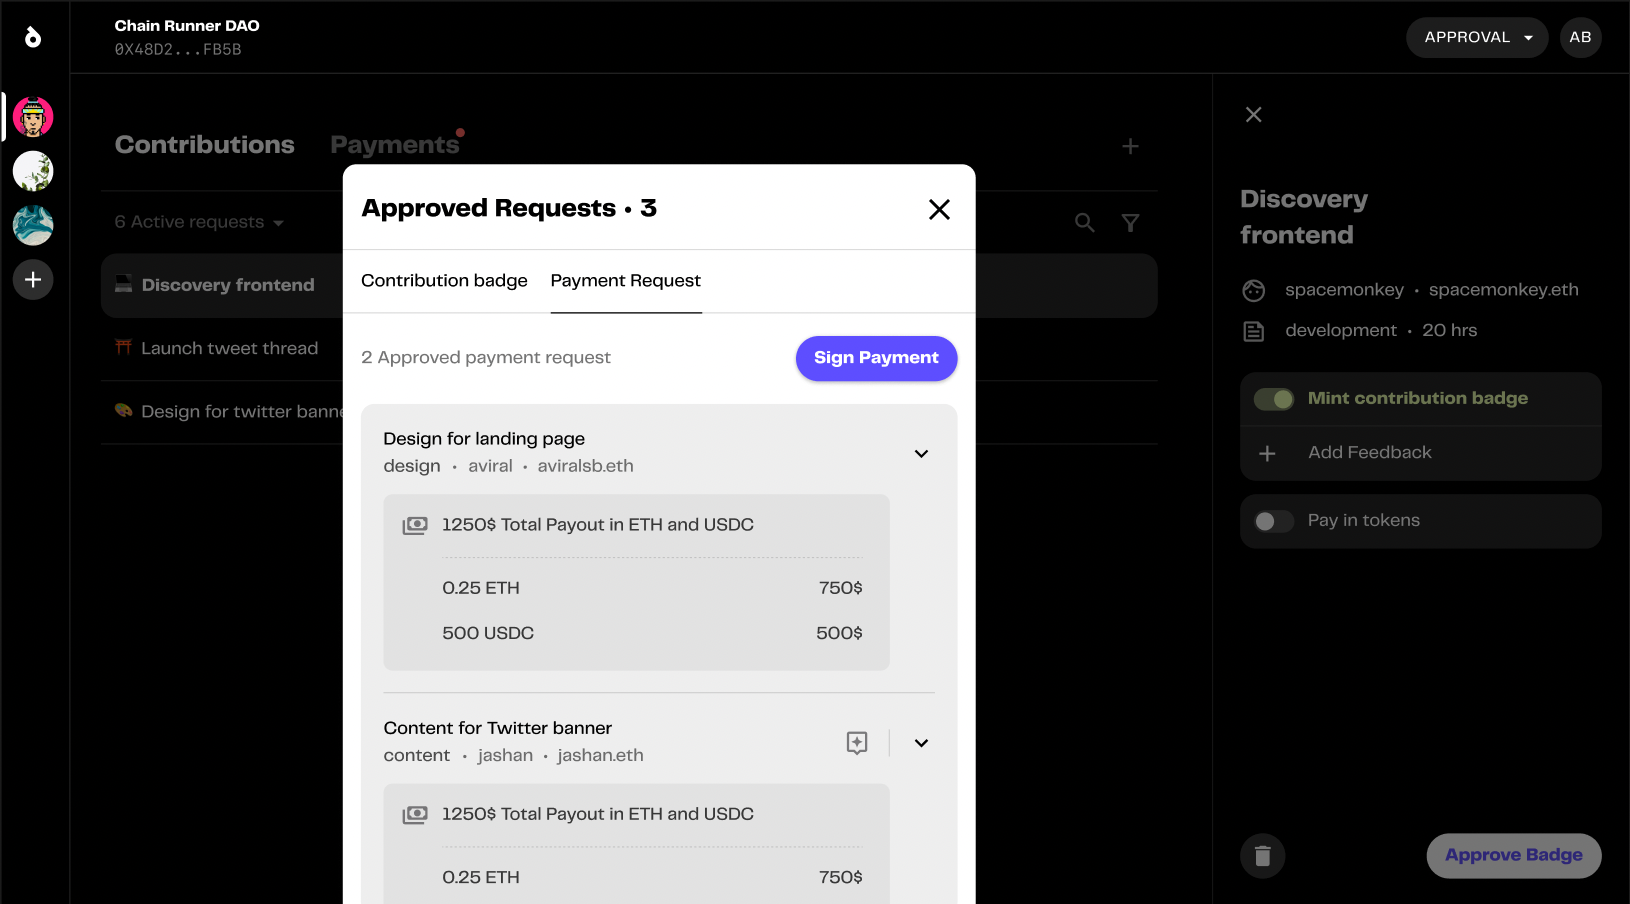 Chain Runner DAO
0X48D2...FB5B
APPROVAL
AB
Contributions
Payments
6 Active requests
Discovery frontend
Launch tweet thread
Design for twitter banne
Approved Requests • 3
Contribution badge
Payment Request
2 Approved payment request
Sign Payment
Design for landing page
design • aviral • aviralsb.eth
1250$ Total Payout in ETH and USDC
0.25 ETH 750$
500 USDC 500$
Content for Twitter banner
content • jashan • jashan.eth
1250$ Total Payout in ETH and USDC
0.25 ETH 750$
Discovery
frontend
spacemonkey • spacemonkey.eth
development • 20 hrs
Mint contribution badge
Add Feedback
Pay in tokens
Approve Badge